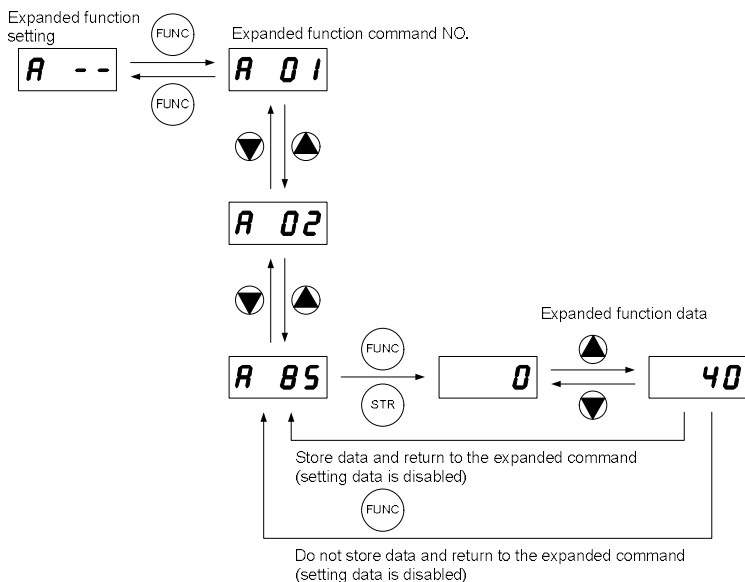 Expanded function
setting
FUNC
Expanded function command NO.
A --
A 01
FUNC
A 02
Expanded function data
FUNC
A 85
0
40
STR
Store data and return to the expanded command
(setting data is disabled)
FUNC
Do not store data and return to the expanded command
(setting data is disabled)